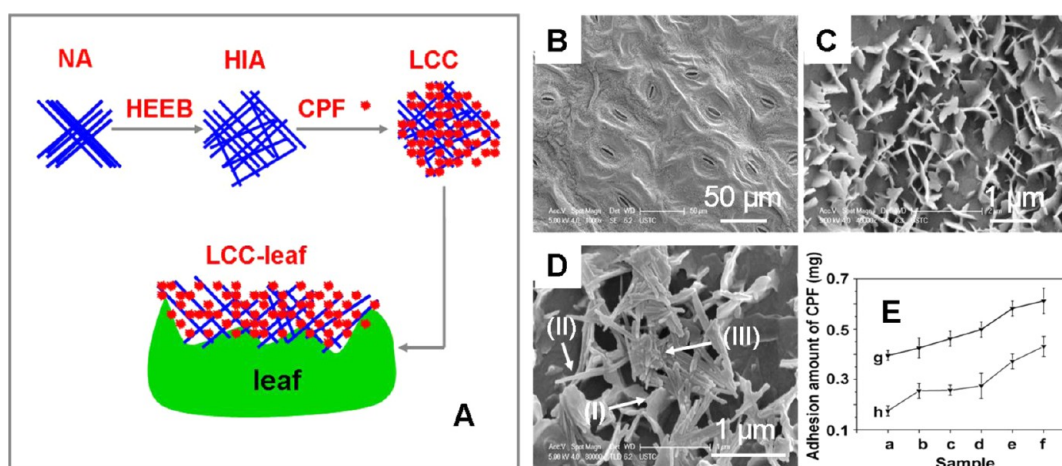 NA
HIA
LCC
HEEB
CPF
LCC-leaf
leaf
A
B
50 µm
C
1 µm
D
(II)
(III)
(I)
1 µm
E
Adhesion amount of CPF (mg)
0.7
0.5
0.3
0.1
g
h
a b c d e f
Sample